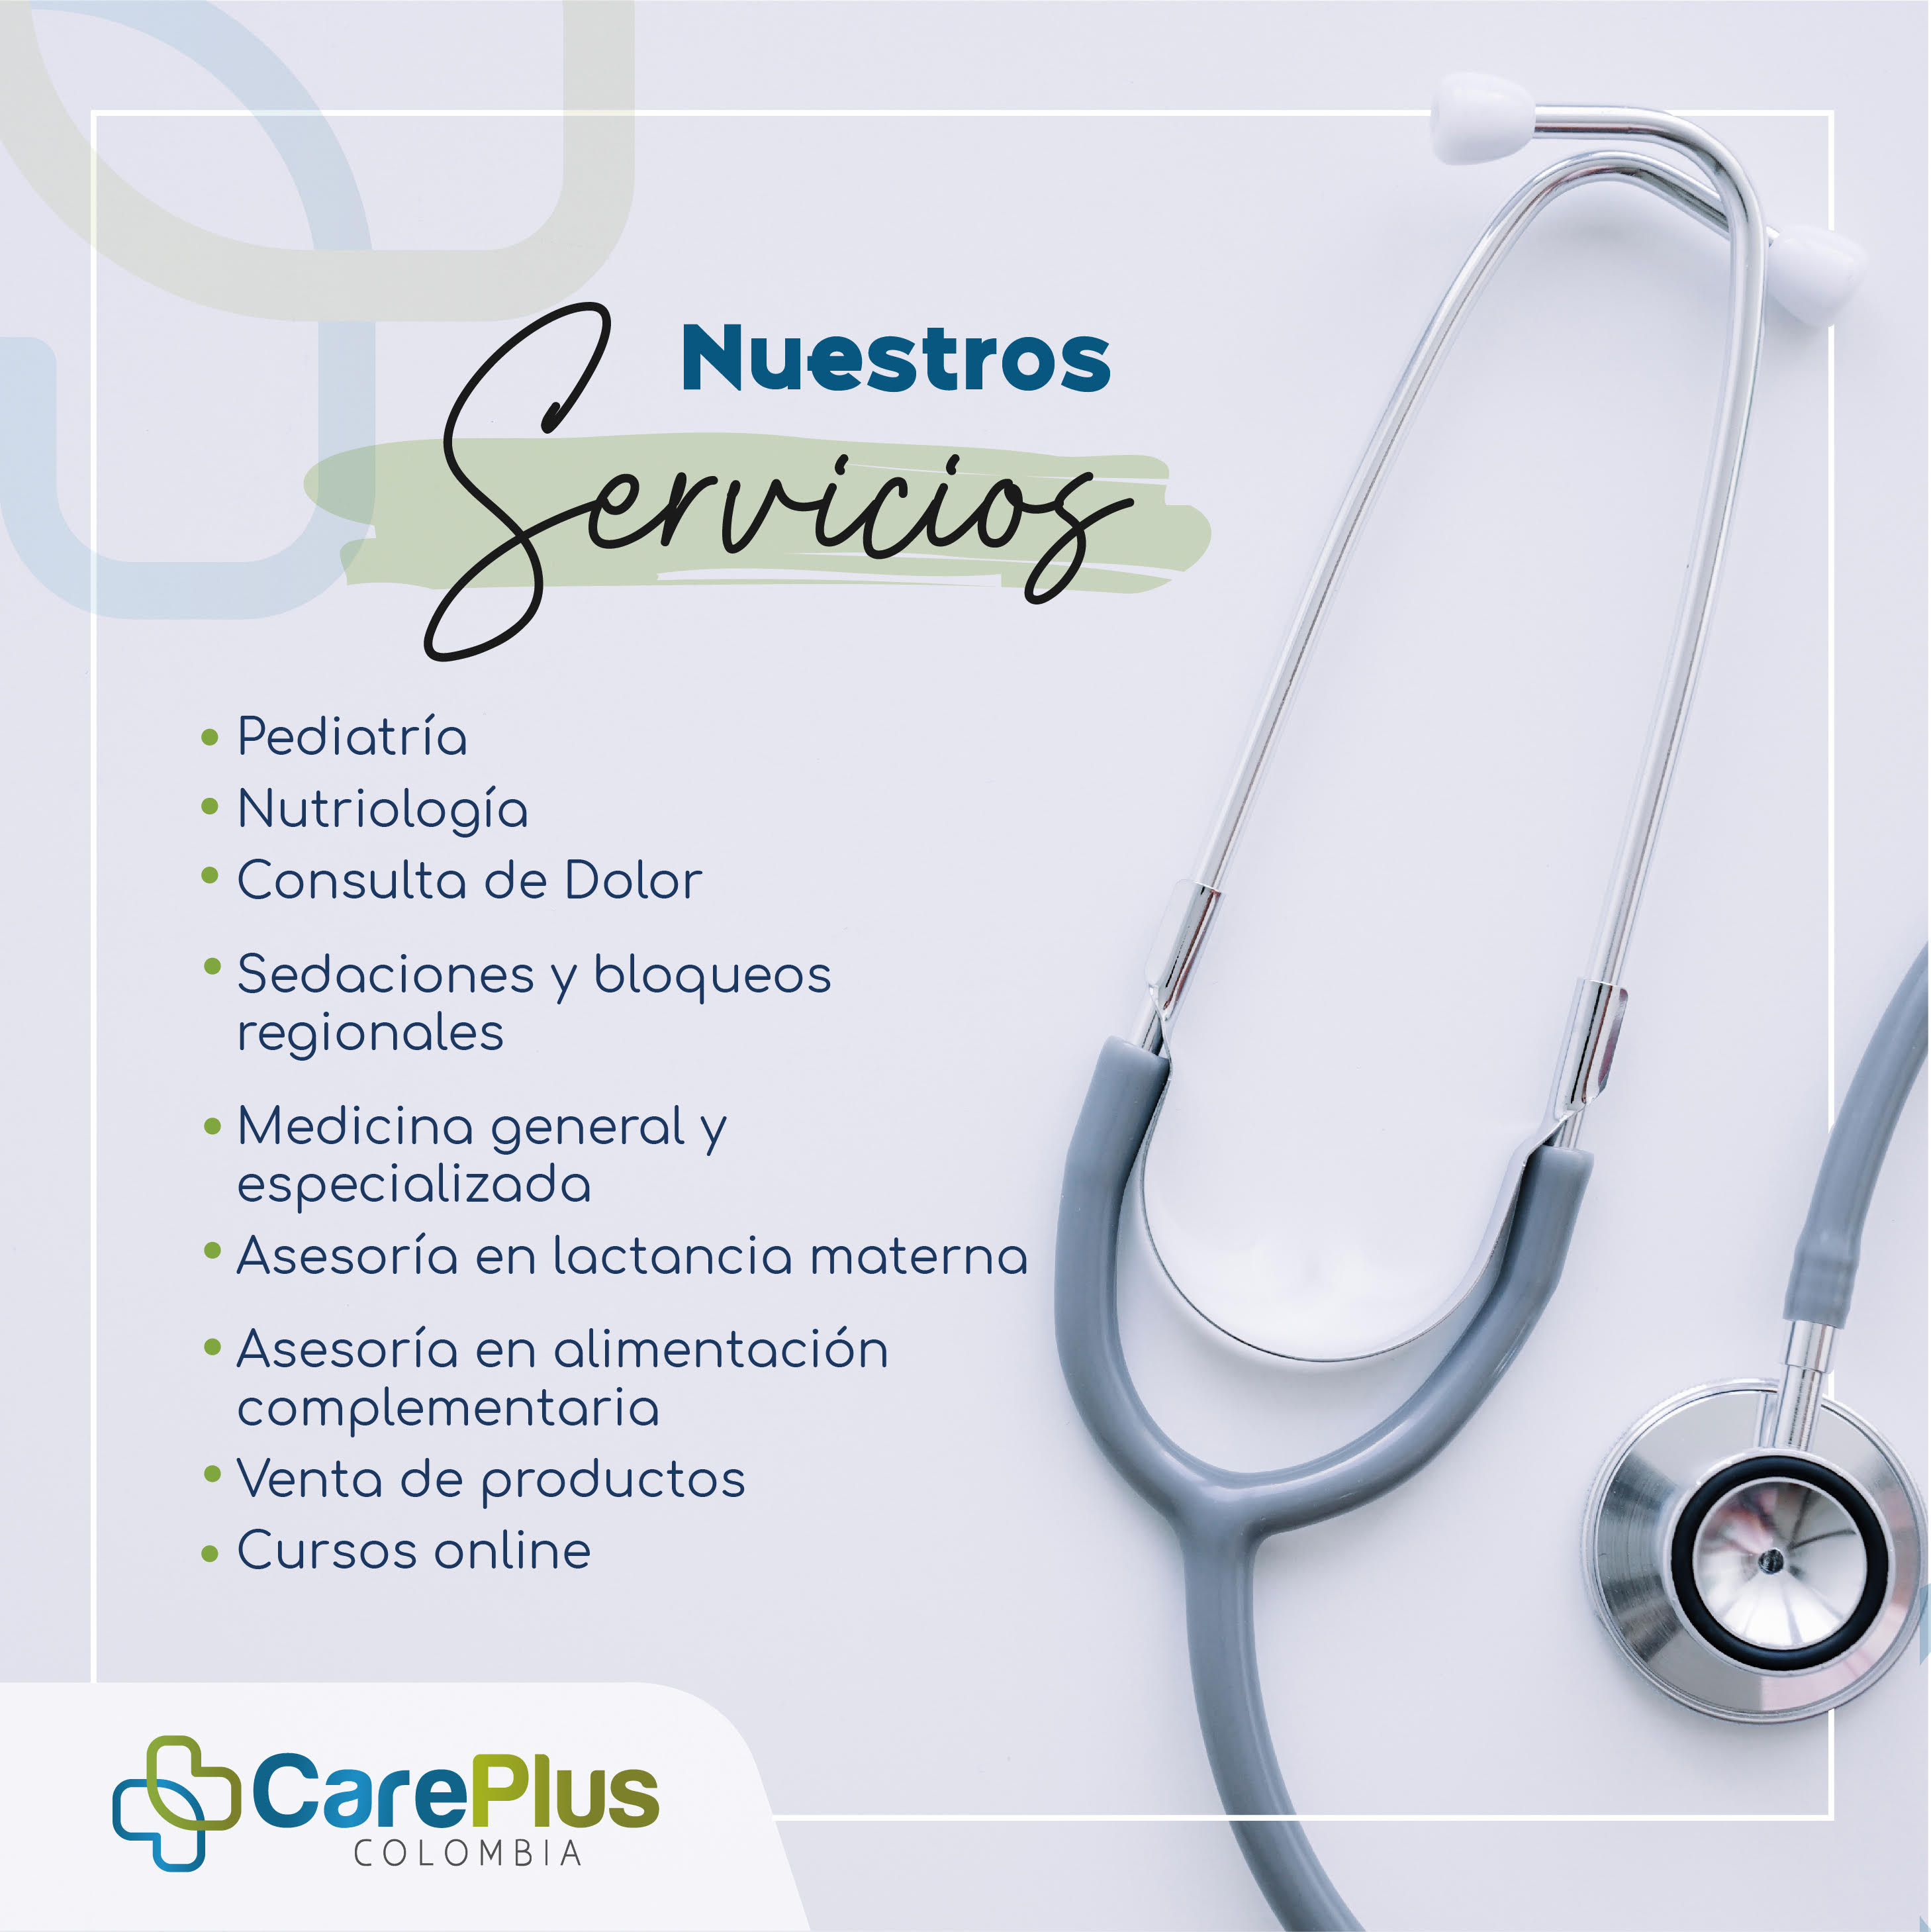 Nuestros
Servicios
• Pediatría
• Nutriología
• Consulta de Dolor
• Sedaciones y bloqueos
regionales
• Medicina general y
especializada
• Asesoría en lactancia materna
• Asesoría en alimentación
complementaria
• Venta de productos
• Cursos online
CarePlus
COLOMBIA